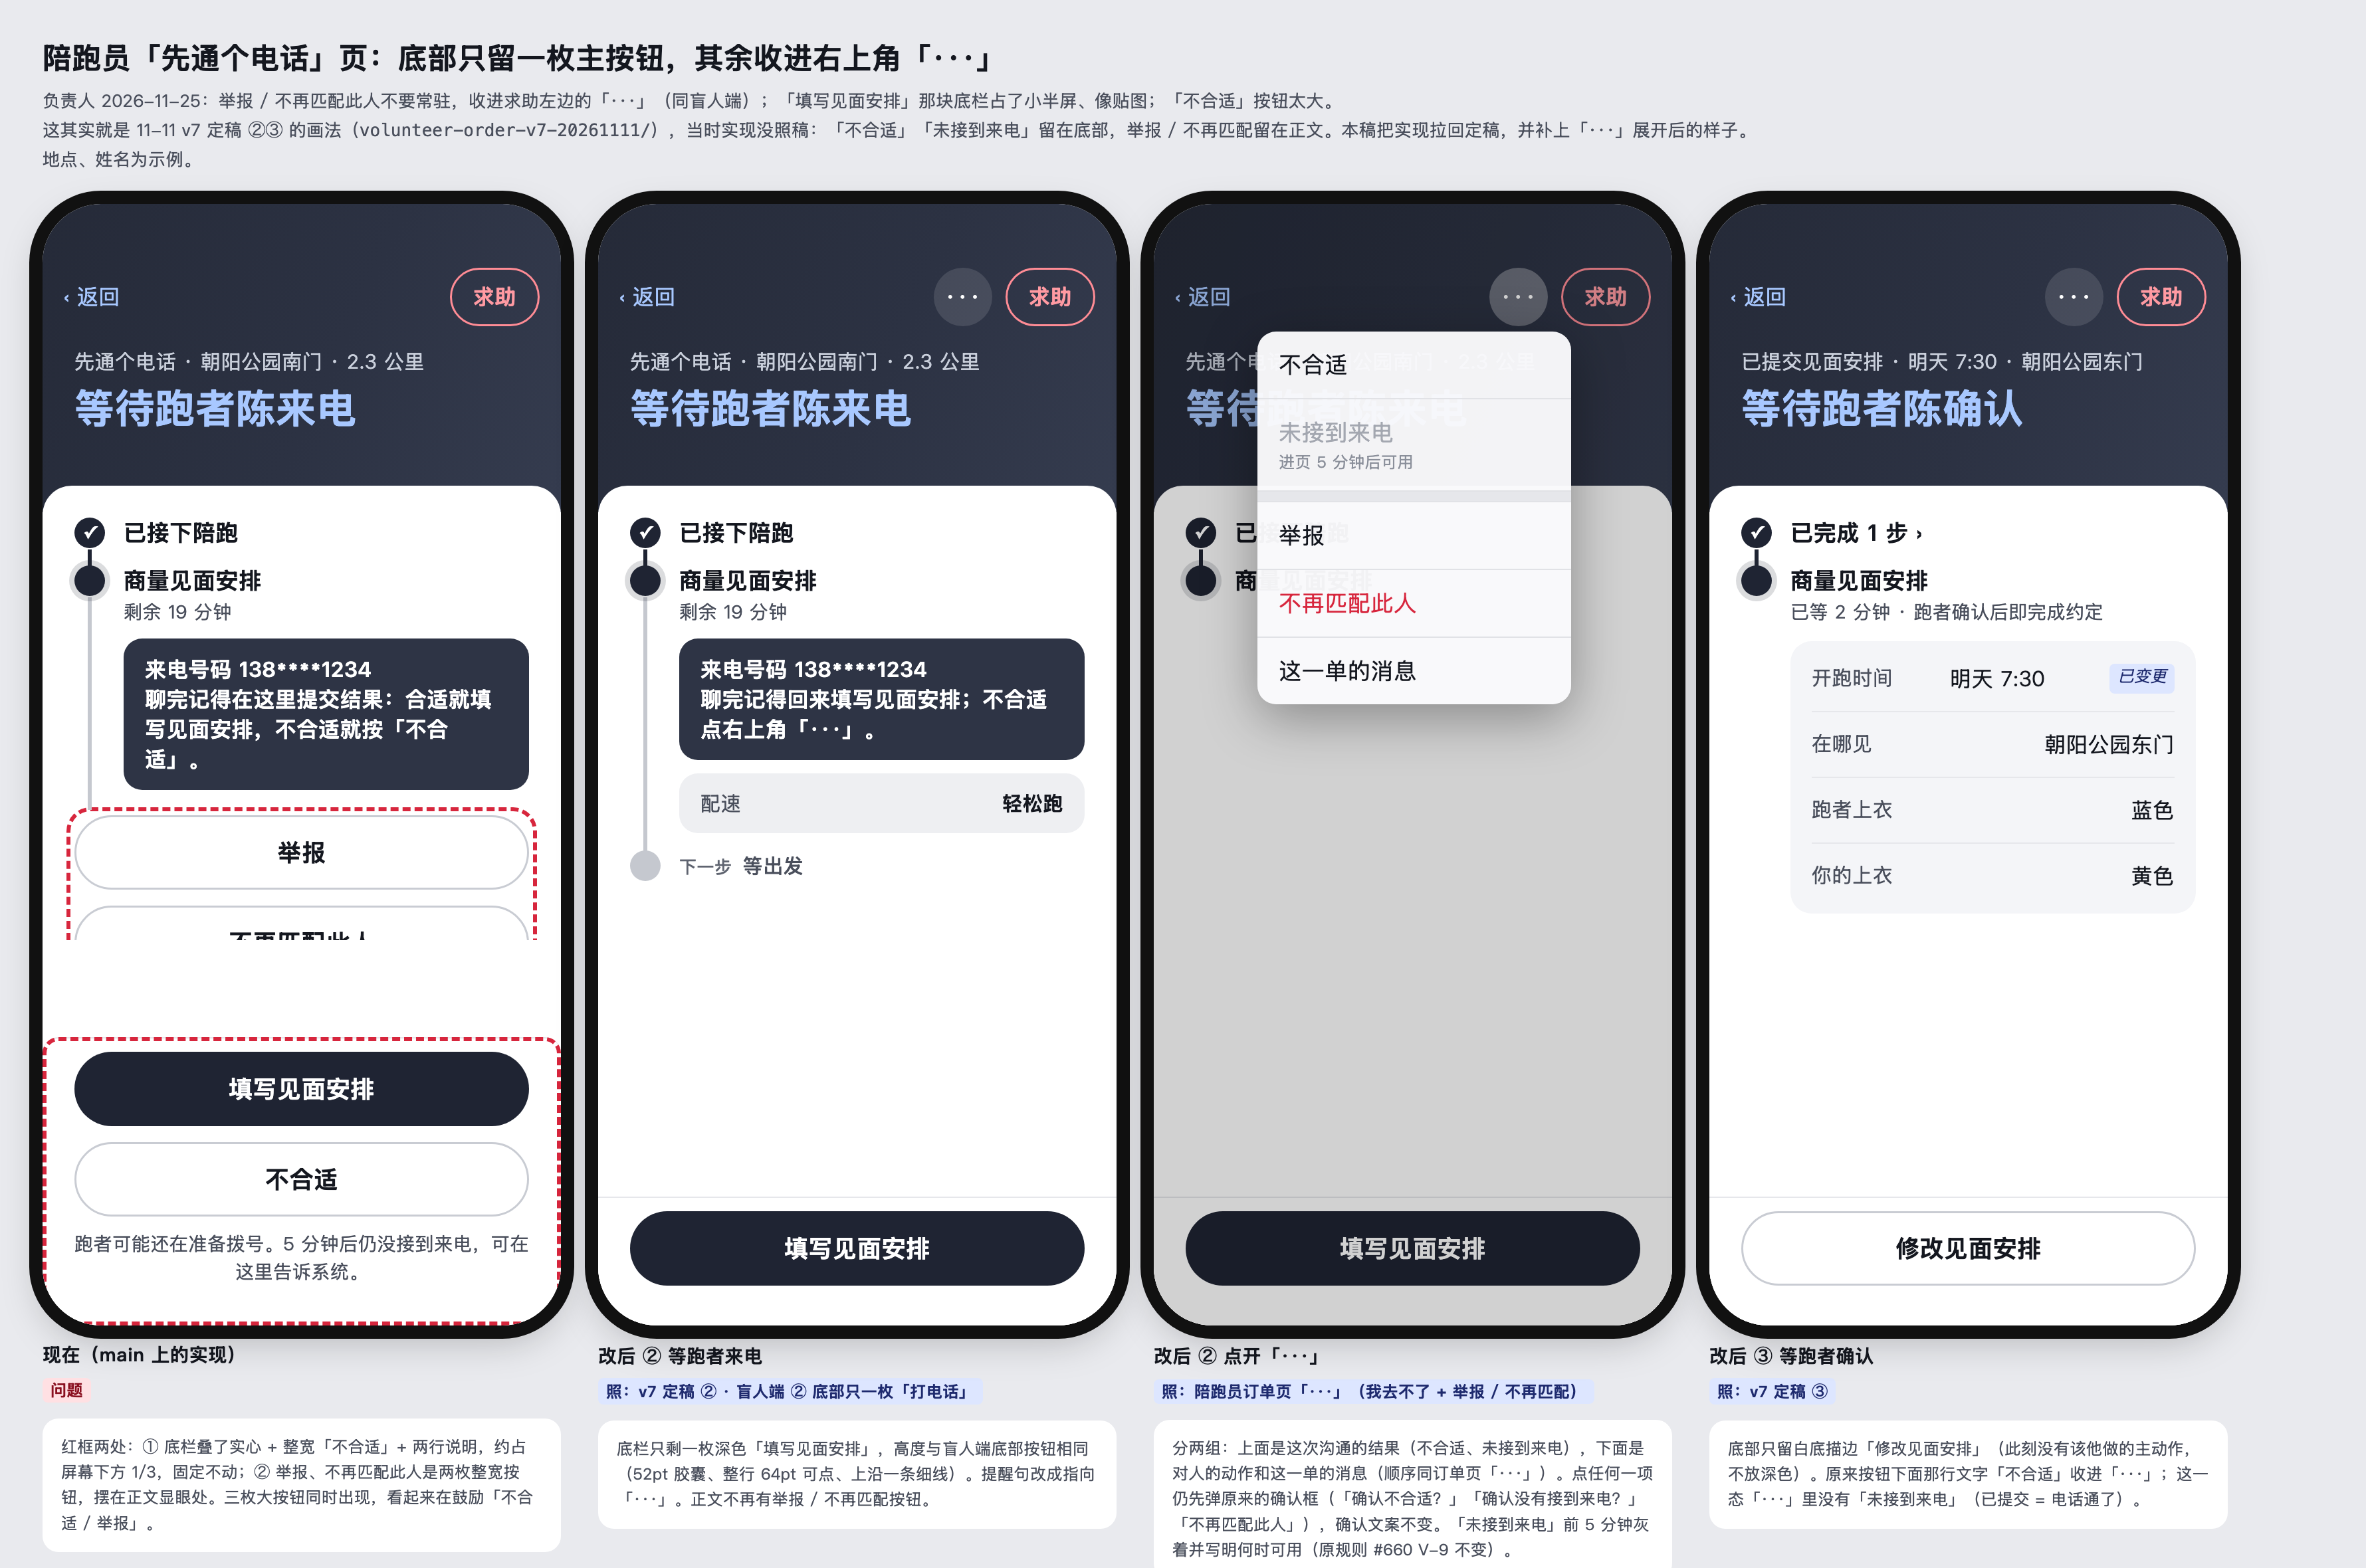 陪跑员「先通个电话」页：底部只留一枚主按钮，其余收进右上角「···」
负责人 2026-11-25：举报 / 不再匹配此人不要常驻，收进求助左边的「···」（同盲人端）；「填写见面安排」那块底栏占了小半屏、像贴图；「不合适」按钮太大。
这其实就是 11-11 v7 定稿 ②③ 的画法（volunteer-order-v7-20261111/），当时实现没照稿：「不合适」「未接到来电」留在底部，举报 / 不再匹配留在正文。本稿把实现拉回定稿，并补上「···」展开后的样子。
地点、姓名为示例。
‹ 返回
求助
先通个电话 · 朝阳公园南门 · 2.3 公里
等待跑者陈来电
已接下陪跑
商量见面安排
剩余 19 分钟
来电号码 138****1234
聊完记得在这里提交结果：合适就填
写见面安排，不合适就按「不合
适」。
举报
不再匹配此人
填写见面安排
不合适
跑者可能还在准备拨号。5 分钟后仍没接到来电，可在
这里告诉系统。
现在（main 上的实现）
问题
红框两处：① 底栏叠了实心 + 整宽「不合适」+ 两行说明，约占
屏幕下方 1/3，固定不动；② 举报、不再匹配此人是两枚整宽按
钮，摆在正文显眼处。三枚大按钮同时出现，看起来在鼓励「不合
适 / 举报」。
‹ 返回
···
求助
先通个电话 · 朝阳公园南门 · 2.3 公里
等待跑者陈来电
已接下陪跑
商量见面安排
剩余 19 分钟
来电号码 138****1234
聊完记得回来填写见面安排；不合适
点右上角「···」。
配速 轻松跑
下一步 等出发
填写见面安排
改后 ② 等跑者来电
照：v7 定稿 ② · 盲人端 ② 底部只一枚「打电话」
底栏只剩一枚深色「填写见面安排」，高度与盲人端底部按钮相同
（52pt 胶囊、整行 64pt 可点、上沿一条细线）。提醒句改成指向
「···」。正文不再有举报 / 不再匹配按钮。
‹ 返回
···
求助
先通个电话 · 朝阳公园南门 · 2.3 公里
等待跑者陈来电
不合适
未接到来电
进页 5 分钟后可用
已接下陪跑
举报
商量见面安排
不再匹配此人
这一单的消息
填写见面安排
改后 ② 点开「···」
照：陪跑员订单页「···」（我去不了 + 举报 / 不再匹配）
分两组：上面是这次沟通的结果（不合适、未接到来电），下面是
对人的动作和这一单的消息（顺序同订单页「···」）。点任何一项
仍先弹原来的确认框（「确认不合适？」「确认没有接到来电？」
「不再匹配此人」），确认文案不变。「未接到来电」前 5 分钟灰
着并写明何时可用（原规则 #660 V-9 不变）。
‹ 返回
···
求助
已提交见面安排 · 明天 7:30 · 朝阳公园东门
等待跑者陈确认
已完成 1 步 ›
商量见面安排
已等 2 分钟 · 跑者确认后即完成约定
开跑时间 明天 7:30 已变更
在哪见 朝阳公园东门
跑者上衣 蓝色
你的上衣 黄色
修改见面安排
改后 ③ 等跑者确认
照：v7 定稿 ③
底部只留白底描边「修改见面安排」（此刻没有该他做的主动作，
不放深色）。原来按钮下面那行文字「不合适」收进「···」；这一
态「···」里没有「未接到来电」（已提交 = 电话通了）。